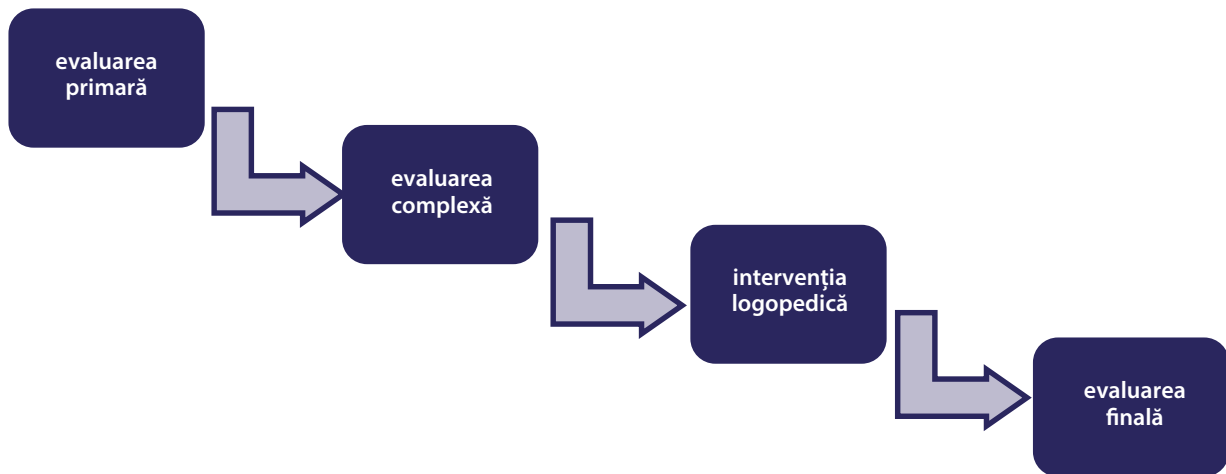 evaluarea
primară
evaluarea
complexă
intervenția
logopedică
evaluarea
finală